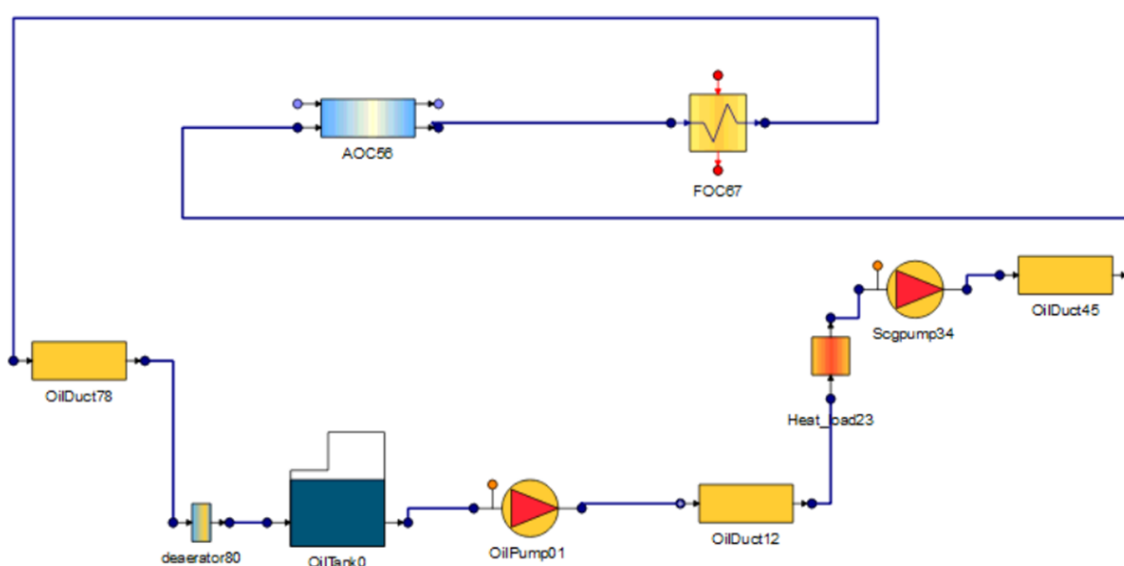 AOC56
FOC67
Scgpump34
OilDuct45
OilDuct78
Heat_load23
deaerator80
OilTank0
OilPump01
OilDuct12